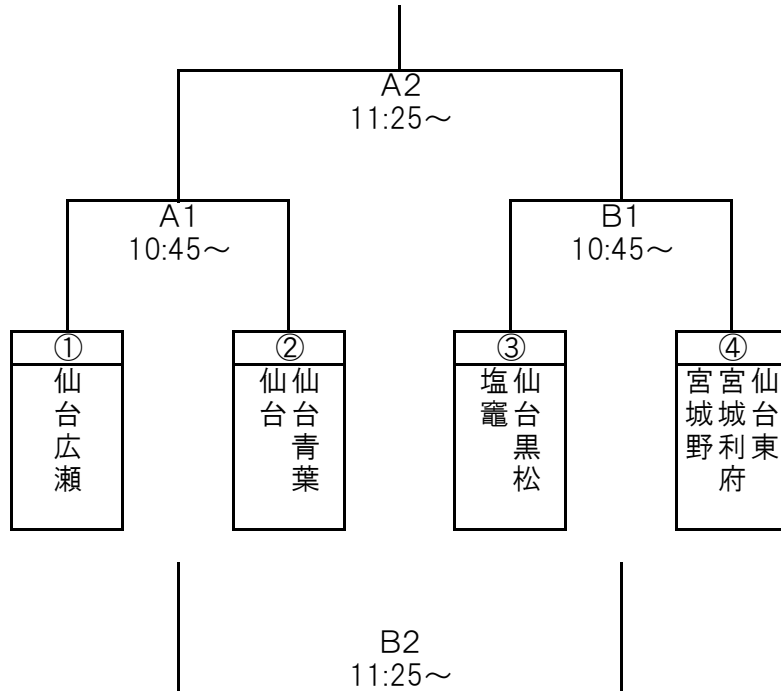 A2
11:25～
A1
10:45～
B1
10:45～
①
②
③
④
仙台広瀬
仙台青葉
仙台
仙台黒松
塩竈
仙台東
宮城利府
宮城野
B2
11:25～